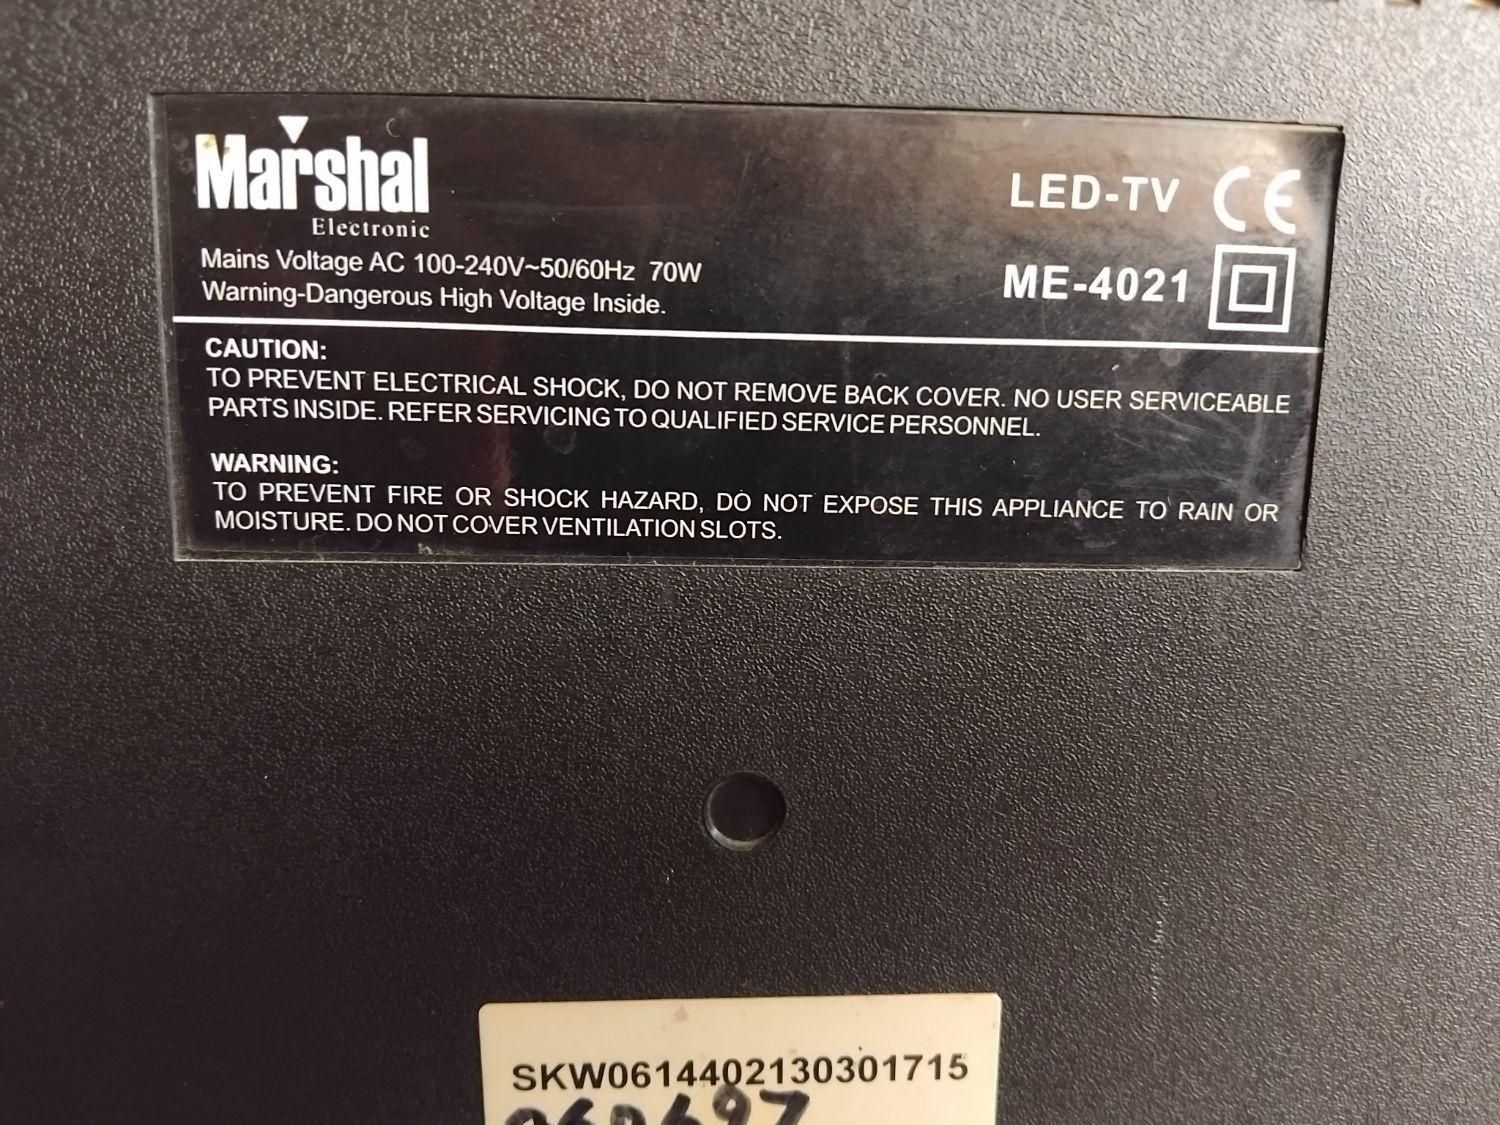 Marshal
Electronic
LED-TV CE
Mains Voltage AC 100-240V~50/60Hz 70W
ME-4021
Warning-Dangerous High Voltage Inside.
CAUTION:
TO PREVENT ELECTRICAL SHOCK, DO NOT REMOVE BACK COVER. NO USER SERVICEABLE
PARTS INSIDE. REFER SERVICING TO QUALIFIED SERVICE PERSONNEL.
WARNING:
TO PREVENT FIRE OR SHOCK HAZARD, DO NOT EXPOSE THIS APPLIANCE TO RAIN OR
MOISTURE. DO NOT COVER VENTILATION SLOTS.
SKW0614402130301715